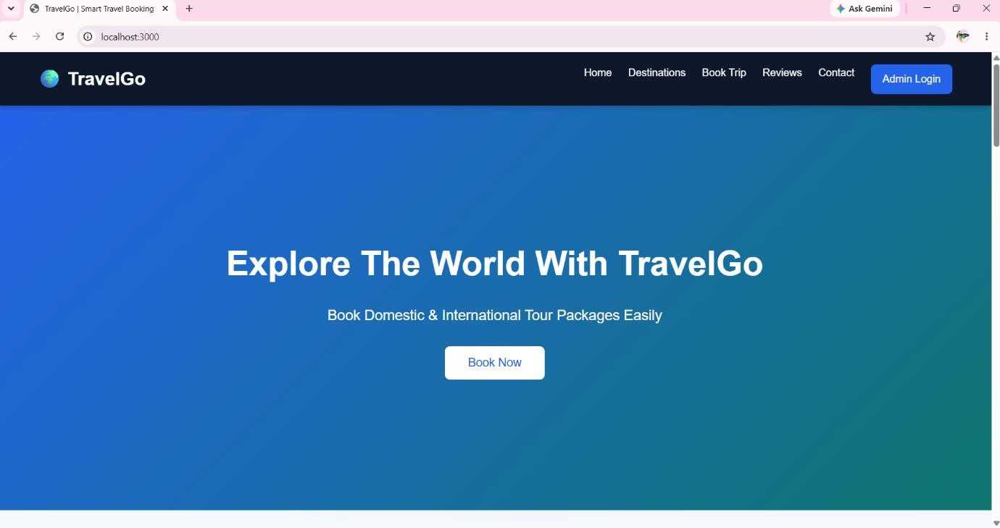 TravelGo | Smart Travel Booking
Ask Gemini
localhost:3000
TravelGo
Home
Destinations
Book Trip
Reviews
Contact
Admin Login
Explore The World With TravelGo
Book Domestic & International Tour Packages Easily
Book Now